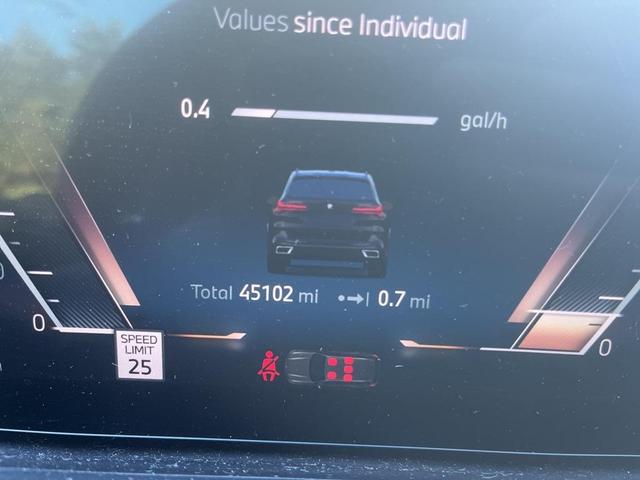 Values since Individual
0.4 gal/h
Total 45102 mi 0.7 mi
0
SPEED
LIMIT
25
0